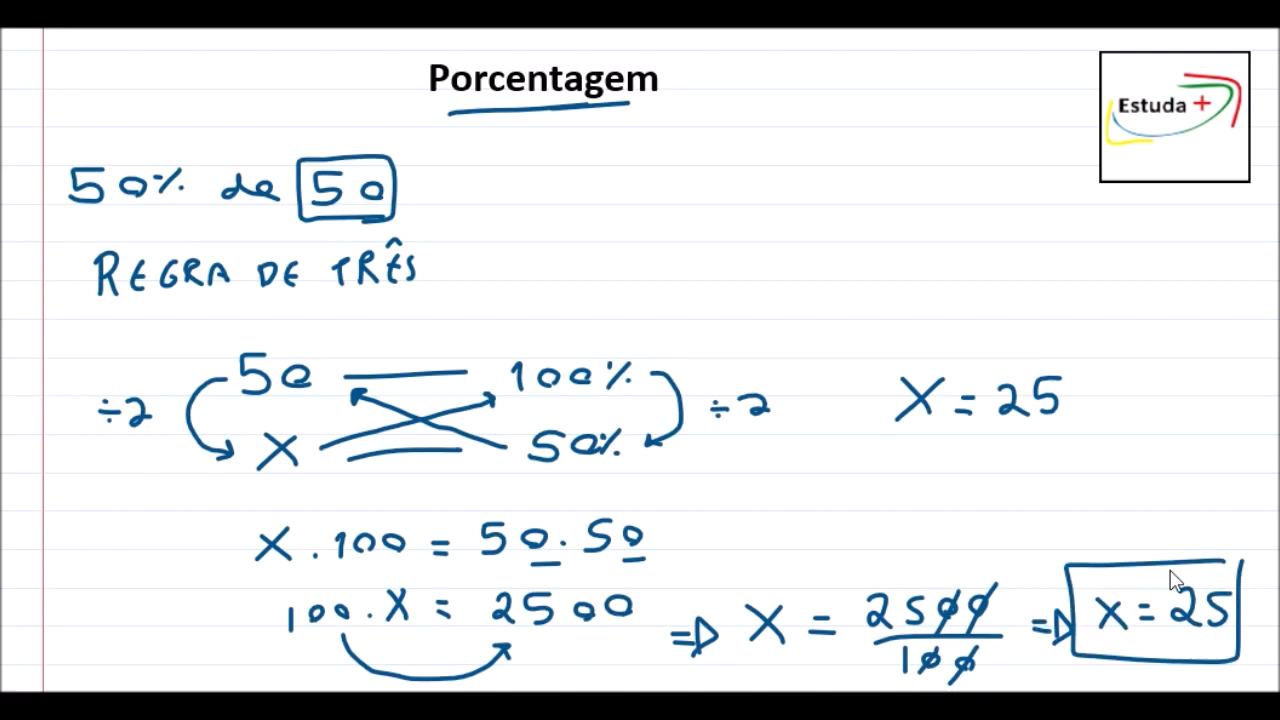 Porcentagem
Estuda +
50% de 50
REGRA DE TRÊS
÷2 50 100% ÷2 X = 25
X 50%
X . 100 = 50 . 50
100 . X = 2500 ⇒ X = 2500/100 ⇒ X = 25